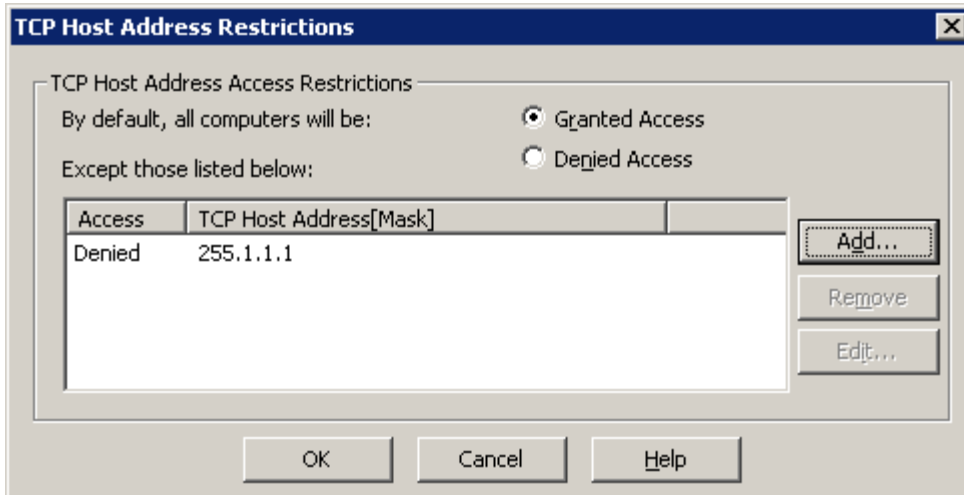 TCP Host Address Restrictions
TCP Host Address Access Restrictions
By default, all computers will be:
Granted Access
Denied Access
Except those listed below:
Access TCP Host Address[Mask]
Denied 255.1.1.1
Add...
Remove
Edit...
OK Cancel Help